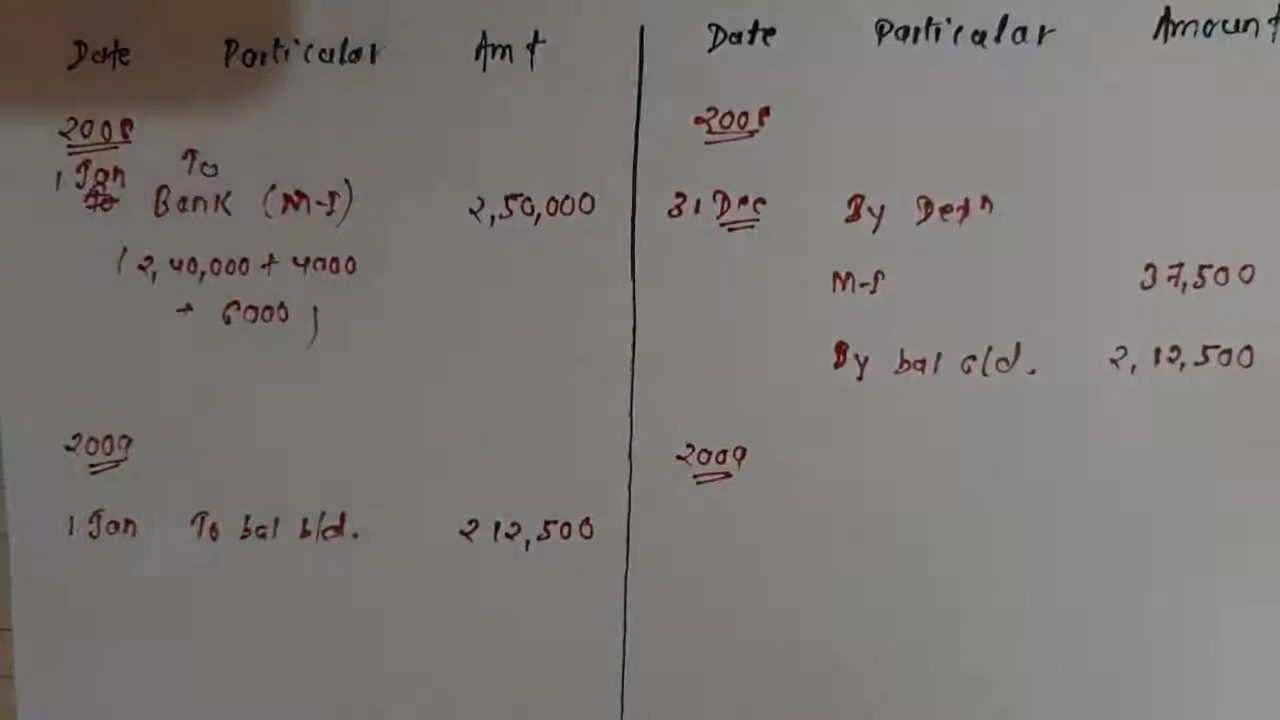 Date Particular Amt
2008
1 Jan To
Bank (M-I) 2,50,000
( 2,40,000 + 4000
+ 6000 )
2009
1 Jan To bal b/d. 212,500
Date Particular Amount
2008
31 Dec By Depn
M-I 37,500
By bal c/d. 2,12,500
2009